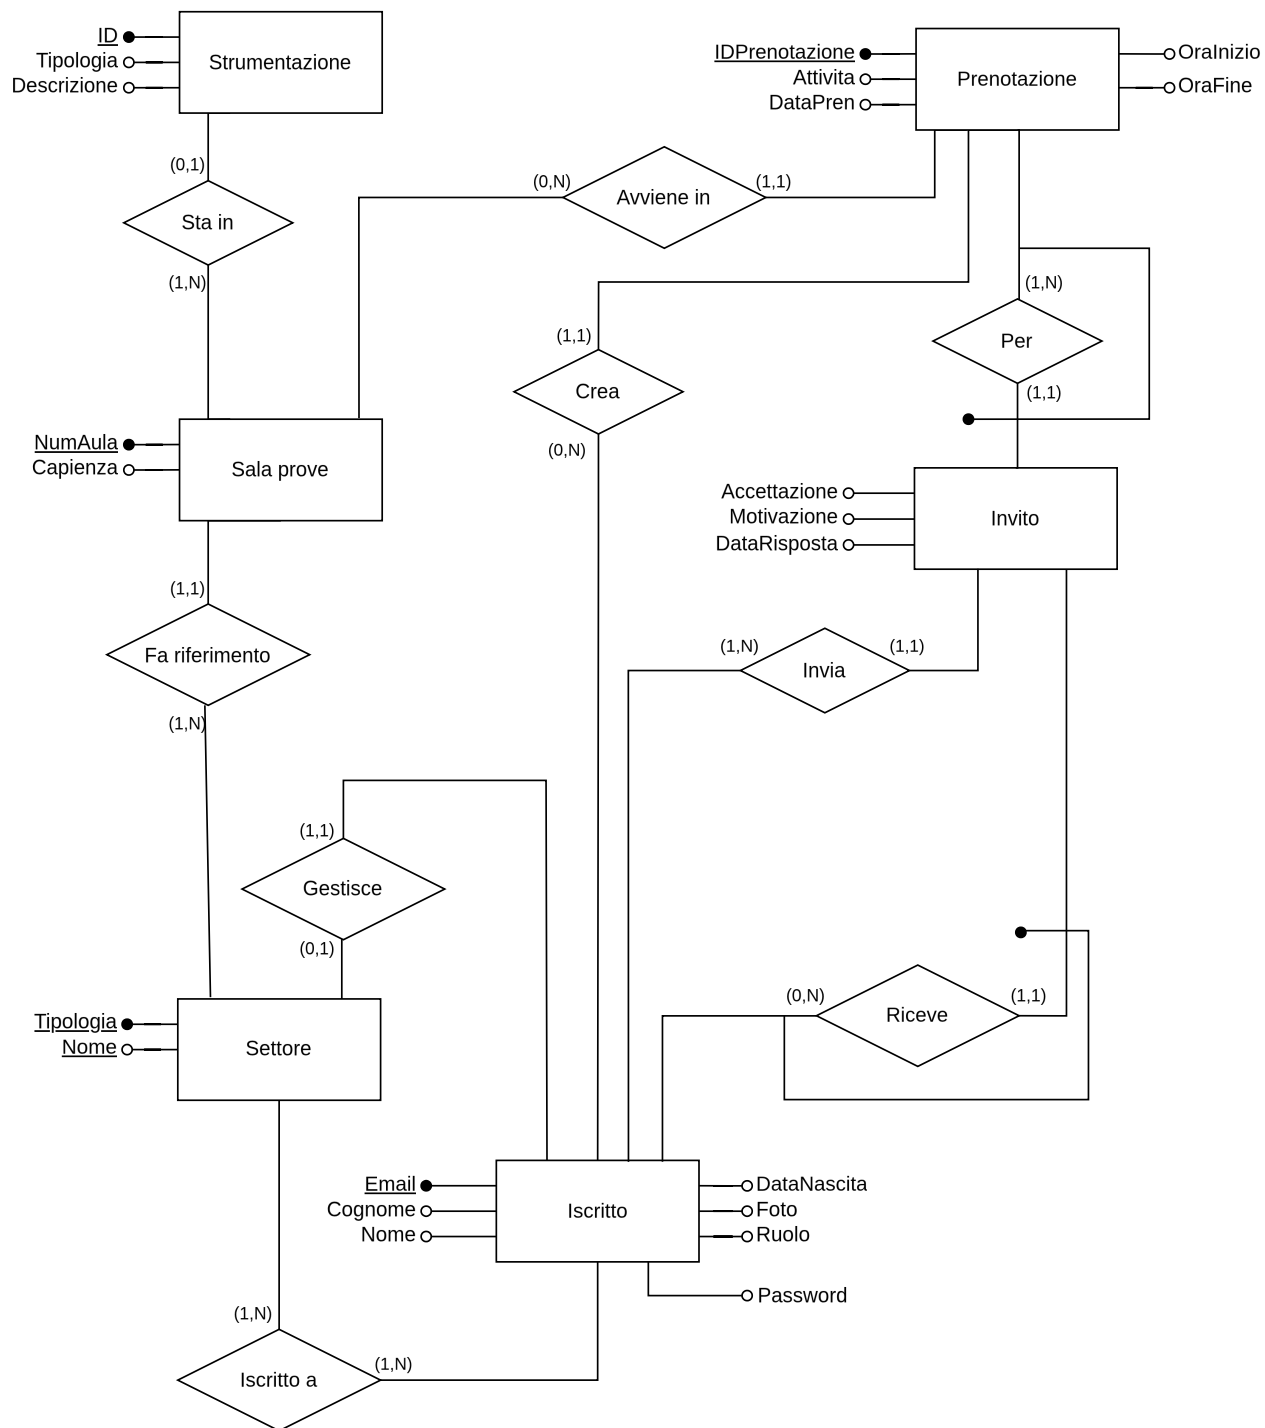 ID
Tipologia
Descrizione
Strumentazione
IDPrenotazione
Attivita
DataPren
Prenotazione
OraInizio
OraFine
(0,1)
Sta in
(1,N)
(0,N)
Avviene in
(1,1)
(1,N)
Per
(1,1)
(1,1)
Crea
(0,N)
NumAula
Capienza
Sala prove
Accettazione
Motivazione
DataRisposta
Invito
(1,1)
Fa riferimento
(1,N)
(1,N)
Invia
(1,1)
(1,1)
Gestisce
(0,1)
(0,N)
Riceve
(1,1)
Tipologia
Nome
Settore
Email
Cognome
Nome
Iscritto
DataNascita
Foto
Ruolo
Password
(1,N)
Iscritto a
(1,N)